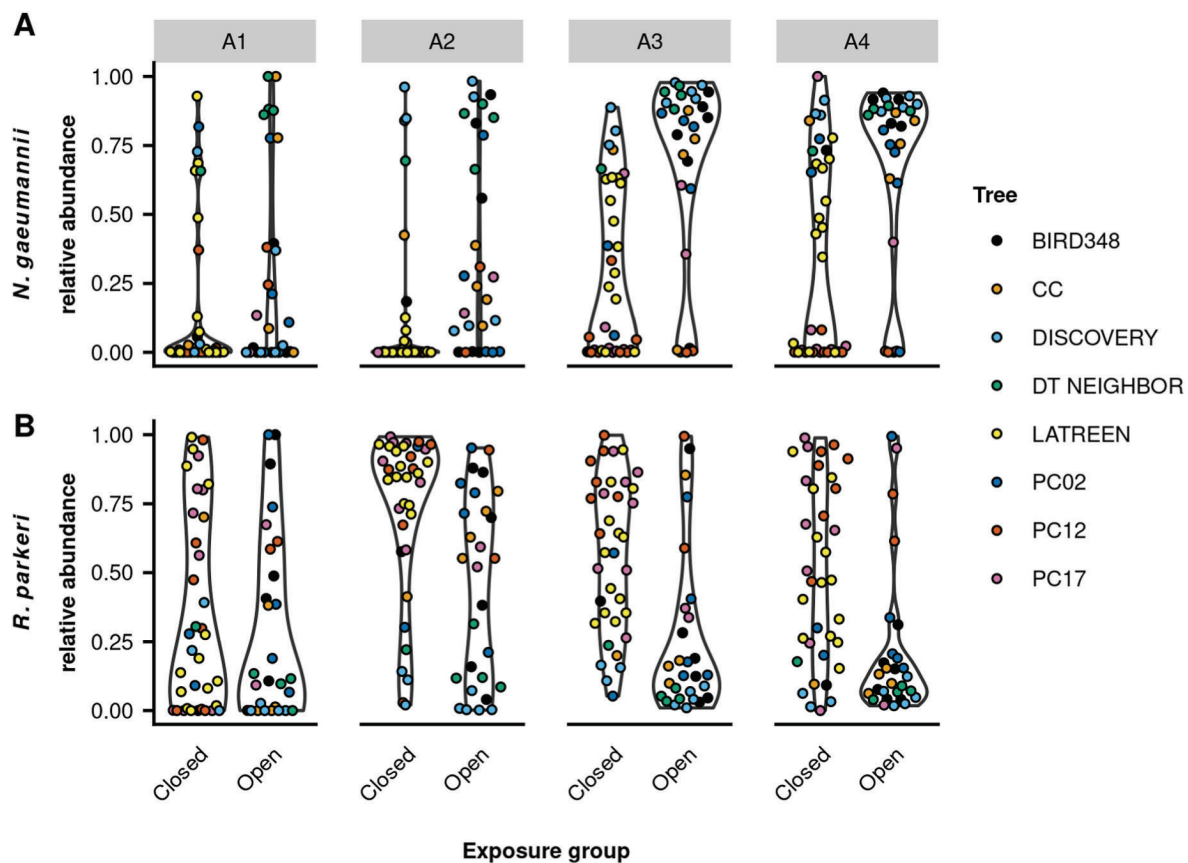 A
A1 A2 A3 A4
N. gaeumannii
relative abundance
1.00
0.75
0.50
0.25
0.00
B
R. parkeri
relative abundance
1.00
0.75
0.50
0.25
0.00
Closed Open Closed Open Closed Open Closed Open
Exposure group
Tree
BIRD348
CC
DISCOVERY
DT NEIGHBOR
LATREEN
PC02
PC12
PC17